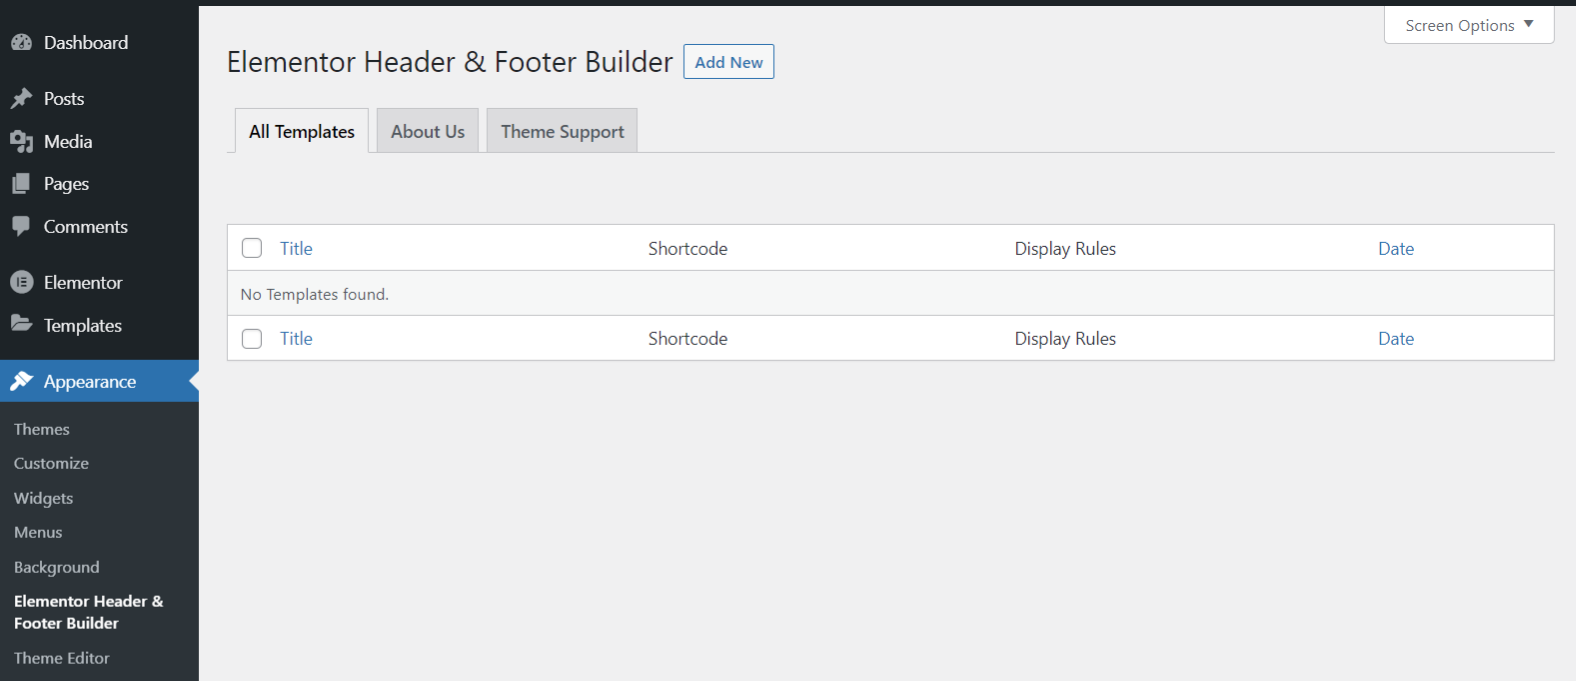 Screen Options
Dashboard
Posts
Media
Pages
Comments
Elementor
Templates
Appearance
Themes
Customize
Widgets
Menus
Background
Elementor Header &
Footer Builder
Theme Editor
Elementor Header & Footer Builder Add New
All Templates About Us Theme Support
Title Shortcode Display Rules Date
No Templates found.
Title Shortcode Display Rules Date